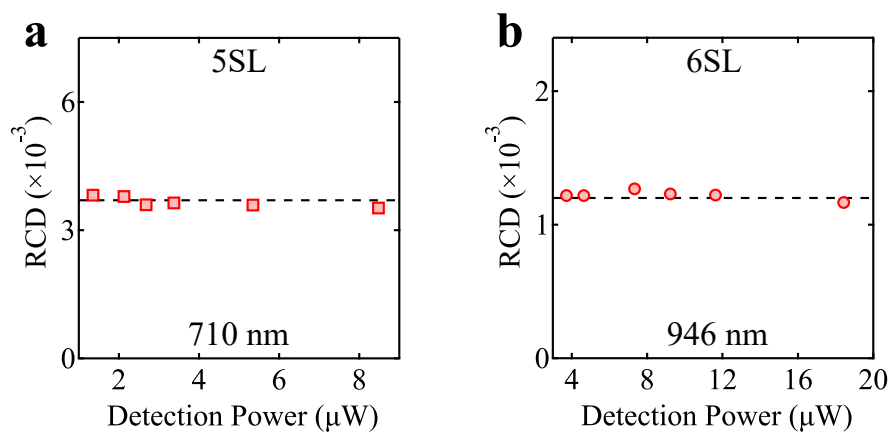 a
5SL
RCD (×10⁻³)
6
3
0
710 nm
2 4 6 8
Detection Power (μW)
b
6SL
RCD (×10⁻³)
2
1
0
946 nm
4 8 12 16 20
Detection Power (μW)